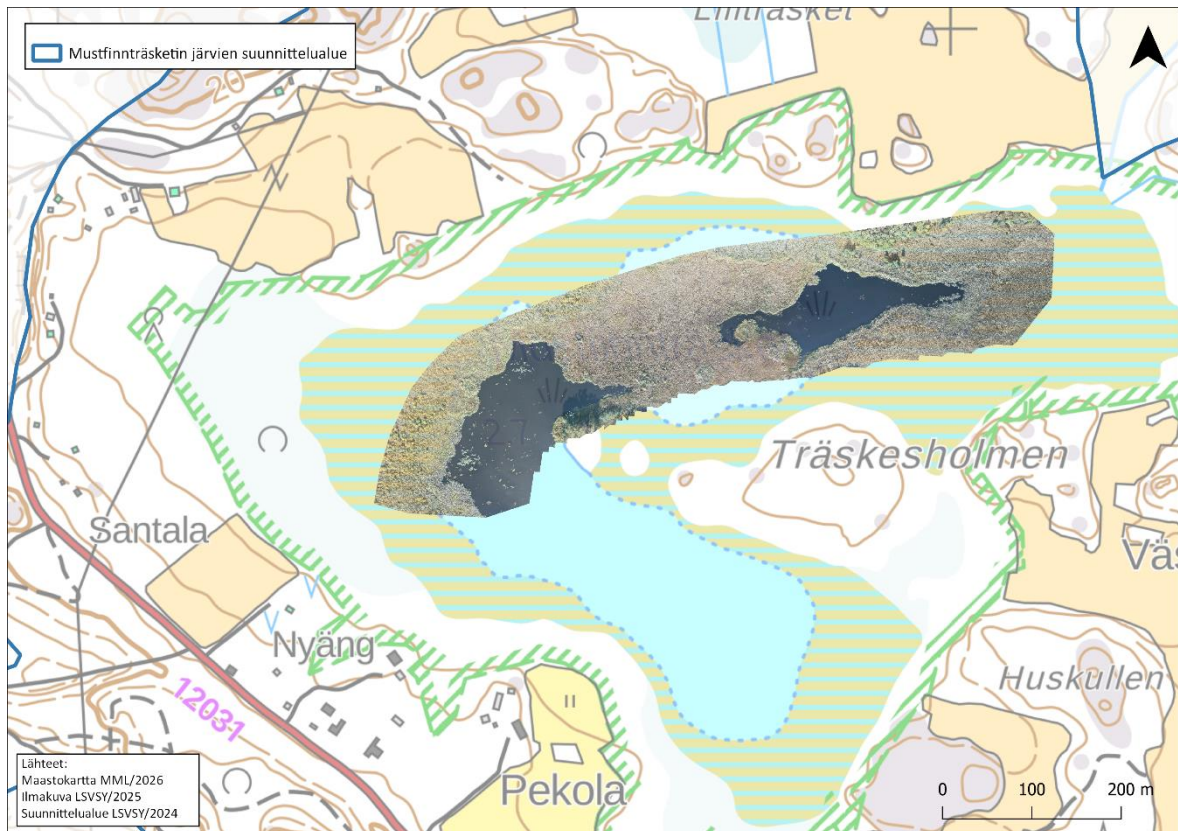 Lillträsket
Mustfinnträsketin järvien suunnittelualue
20
27
Träskesholmen
Santala
Väs
Nyäng
Huskullen
12031
Lähteet:
Maastokartta MML/2026
Ilmakuva LSVSY/2025
Suunnittelualue LSVSY/2024
Pekola
0 100 200 m